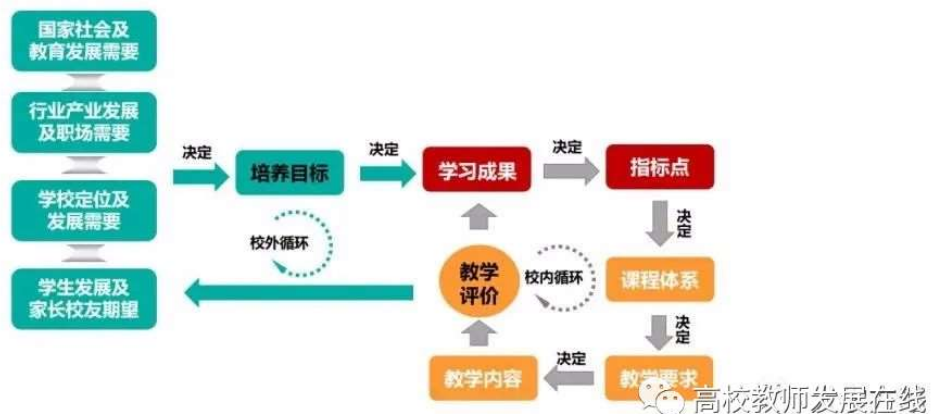 国家社会及
教育发展需要
行业产业发展
及职场需要
学校定位及
发展需要
学生发展及
家长校友期望
决定
培养目标
决定
学习成果
决定
指标点
决定
课程体系
决定
教学要求
决定
教学内容
教学
评价
校外循环
校内循环
高校教师发展在线